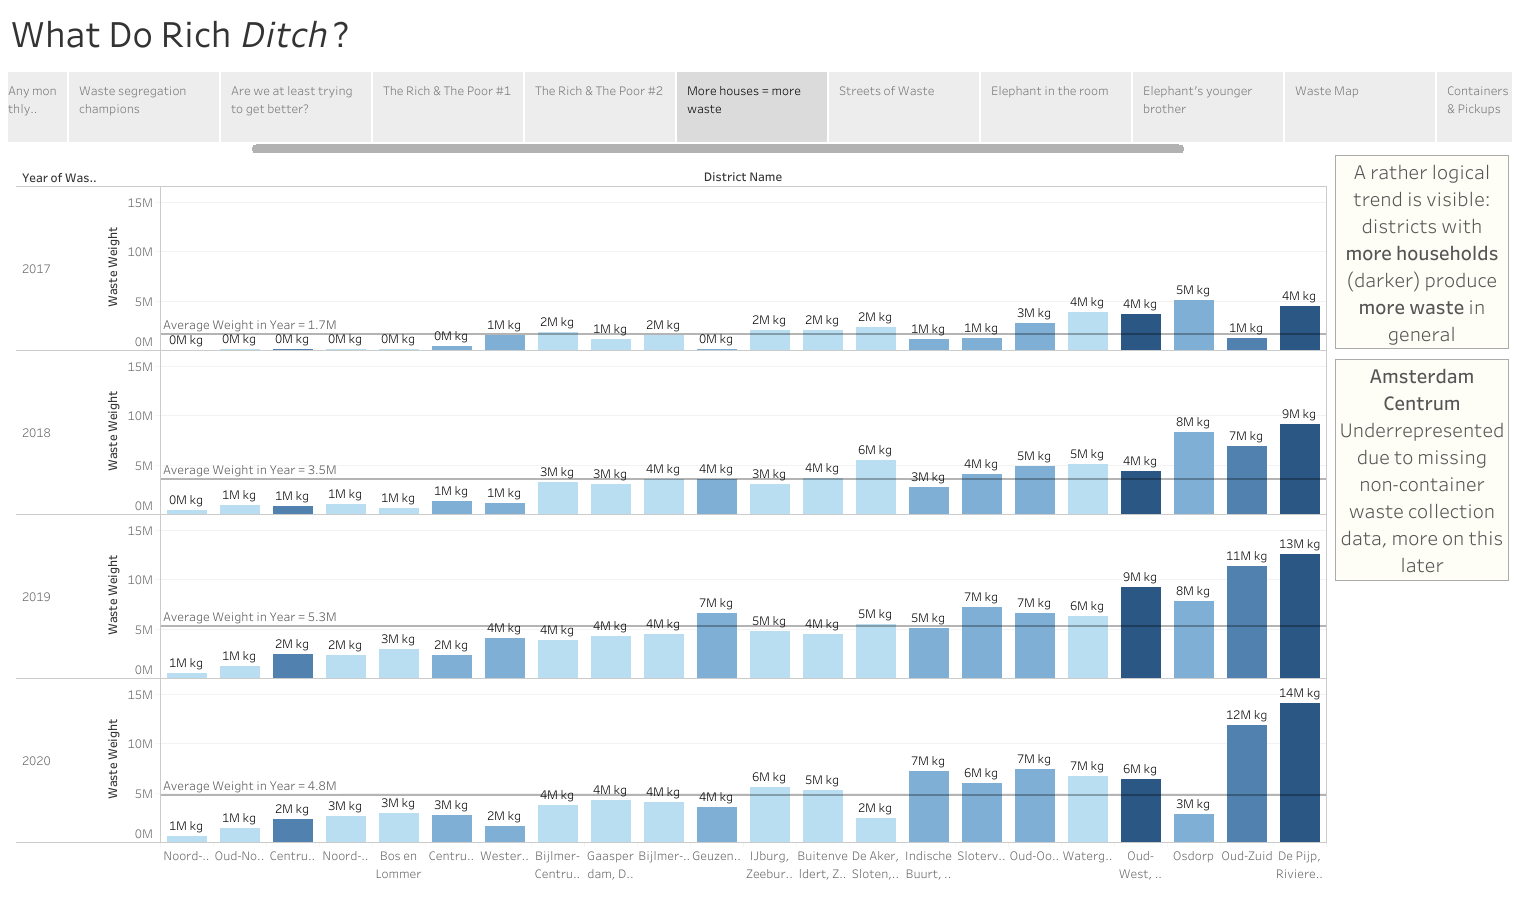 What Do Rich Ditch?
Any mon
thly..
Waste segregation
champions
Are we at least trying
to get better?
The Rich & The Poor #1
The Rich & The Poor #2
More houses = more
waste
Streets of Waste
Elephant in the room
Elephant's younger
brother
Waste Map
Containers
& Pickups
Year of Was..
District Name
2017
Waste Weight
15M
10M
5M
0M
Average Weight in Year = 1.7M
0M kg 0M kg 0M kg 0M kg 0M kg 0M kg 1M kg 2M kg 1M kg 2M kg 0M kg 2M kg 2M kg 2M kg 1M kg 1M kg 3M kg 4M kg 4M kg 5M kg 1M kg 4M kg
2018
Waste Weight
15M
10M
5M
0M
Average Weight in Year = 3.5M
0M kg 1M kg 1M kg 1M kg 1M kg 1M kg 1M kg 3M kg 3M kg 4M kg 4M kg 3M kg 4M kg 6M kg 3M kg 4M kg 5M kg 5M kg 4M kg 8M kg 7M kg 9M kg
2019
Waste Weight
15M
10M
5M
0M
Average Weight in Year = 5.3M
1M kg 1M kg 2M kg 2M kg 3M kg 2M kg 4M kg 4M kg 4M kg 4M kg 7M kg 5M kg 4M kg 5M kg 5M kg 7M kg 7M kg 6M kg 9M kg 8M kg 11M kg 13M kg
2020
Waste Weight
15M
10M
5M
0M
Average Weight in Year = 4.8M
1M kg 1M kg 2M kg 3M kg 3M kg 3M kg 2M kg 4M kg 4M kg 4M kg 4M kg 6M kg 5M kg 2M kg 7M kg 6M kg 7M kg 7M kg 6M kg 3M kg 12M kg 14M kg
Noord-..
Oud-No..
Centru..
Noord-..
Bos en
Lommer
Centru..
Wester..
Bijlmer-
Centru..
Gaasper
dam, D..
Bijlmer-..
Geuzen..
IJburg,
Zeebur..
Buitenve
ldert, Z..
De Aker,
Sloten,..
Indische
Buurt, ..
Sloterv..
Oud-Oo..
Waterg..
Oud-
West, ..
Osdorp
Oud-Zuid
De Pijp,
Riviere..
A rather logical
trend is visible:
districts with
more households
(darker) produce
more waste in
general
Amsterdam
Centrum
Underrepresented
due to missing
non-container
waste collection
data, more on this
later